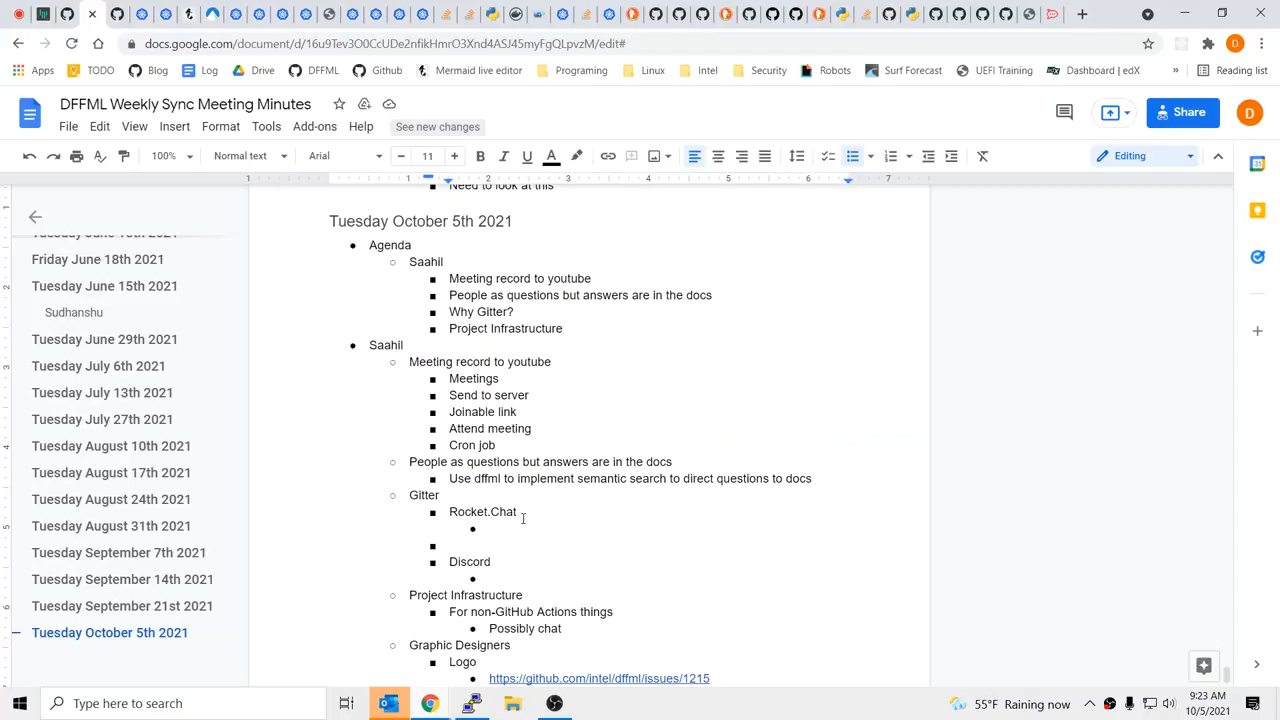 docs.google.com/document/d/16u9Tev3O0CcUDe2nfikHmrO3Xnd4ASJ45myFgQLpvzM/edit#
Apps TODO Blog Log Drive DFFML Github Mermaid live editor Programing Linux Intel Security Robots Surf Forecast UEFI Training Dashboard | edX » Reading list
DFFML Weekly Sync Meeting Minutes
Share
D
File Edit View Insert Format Tools Add-ons Help See new changes
100% Normal text Arial 11 Editing
1 1 2 3 4 5 6 7
Need to look at this
Tuesday October 5th 2021
Agenda
Saahil
Meeting record to youtube
People as questions but answers are in the docs
Why Gitter?
Project Infrastructure
Saahil
Meeting record to youtube
Meetings
Send to server
Joinable link
Attend meeting
Cron job
People as questions but answers are in the docs
Use dffml to implement semantic search to direct questions to docs
Gitter
Rocket.Chat
Discord
Project Infrastructure
For non-GitHub Actions things
Possibly chat
Graphic Designers
Logo
https://github.com/intel/dffml/issues/1215
Friday June 18th 2021
Tuesday June 15th 2021
Sudhanshu
Tuesday June 29th 2021
Tuesday July 6th 2021
Tuesday July 13th 2021
Tuesday July 27th 2021
Tuesday August 10th 2021
Tuesday August 17th 2021
Tuesday August 24th 2021
Tuesday August 31th 2021
Tuesday September 7th 2021
Tuesday September 14th 2021
Tuesday September 21st 2021
Tuesday October 5th 2021
Type here to search
55°F Raining now
9:23 AM
10/5/2021